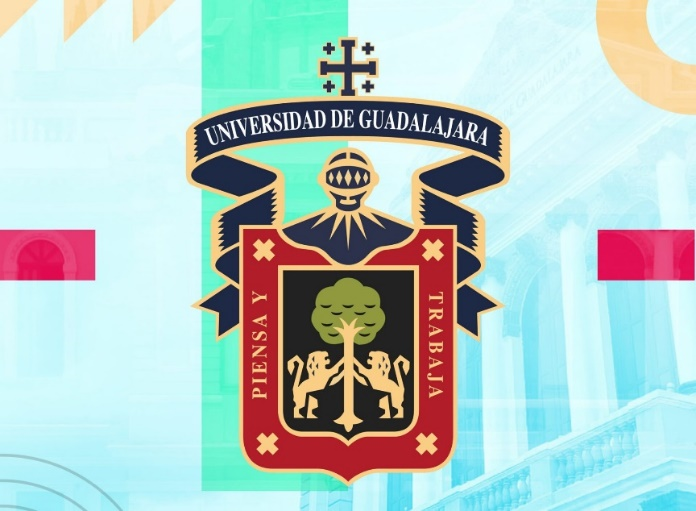 UNIVERSIDAD DE GUADALAJARA
PIENSA Y
TRABAJA